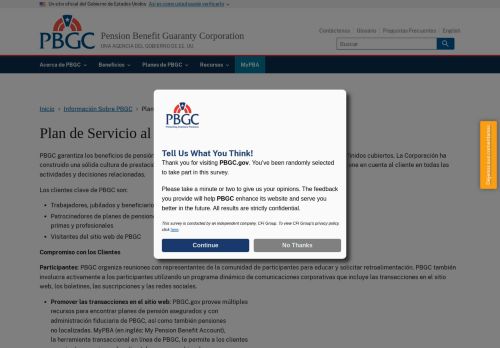 Un sitio oficial del Gobierno de Estados Unidos Así es como usted puede verificarlo
PBGC
Pension Benefit Guaranty Corporation
UNA AGENCIA DEL GOBIERNO DE EE. UU.
Contáctenos Glosario Preguntas Frecuentes English
Buscar
Acerca de PBGC Beneficios Planes de PBGC Recursos MyPBA
Inicio Información Sobre PBGC Plan
Plan de Servicio al
PBGC garantiza los beneficios de pensión finidos cubiertos. La Corporación ha
construido una sólida cultura de prestac ne en cuenta al cliente en todas las
actividades y decisiones relacionadas.
Los clientes clave de PBGC son:
Trabajadores, jubilados y beneficiario
Patrocinadores de planes de pension
primas y profesionales
Visitantes del sitio web de PBGC
Compromiso con los Clientes
Participantes: PBGC organiza reuniones con representantes de la comunidad de participantes para educar y solicitar retroalimentación. PBGC también
involucra activamente a los participantes utilizando un programa dinámico de comunicaciones corporativas que incluye las transacciones en el sitio
web, los boletines, las suscripciones y las redes sociales.
Promover las transacciones en el sitio web: PBGC.gov provee múltiples
recursos para encontrar planes de pensión asegurados y con
administración fiduciaria de PBGC, así como también pensiones
no localizadas. MyPBA (en inglés: My Pension Benefit Account),
la herramienta transaccional en línea de PBGC, le permite a los clientes
PBGC
Protecting America's Pensions
Tell Us What You Think!
Thank you for visiting PBGC.gov. You've been randomly selected
to take part in this survey.
Please take a minute or two to give us your opinions. The feedback
you provide will help PBGC enhance its website and serve you
better in the future. All results are strictly confidential.
This survey is conducted by an independent company, CFI Group. To view CFI Group's privacy policy
click here.
Continue No Thanks